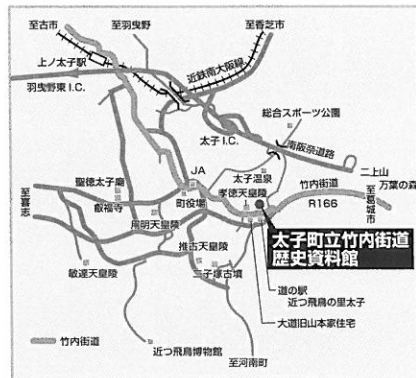 至古市
至羽曳野
至香芝市
上ノ太子駅
近鉄南大阪線
羽曳野東 I.C.
総合スポーツ公園
太子 I.C.
南阪奈道路
二上山
万葉の森
JA
太子温泉
聖徳太子廟
孝徳天皇陵
竹内街道
町役場
叡福寺
R166
至葛城市
至喜志
用明天皇陵
太子町立竹内街道
歴史資料館
推古天皇陵
敏達天皇陵
二子塚古墳
道の駅
近つ飛鳥の里太子
大道旧山本家住宅
竹内街道
近つ飛鳥博物館
至河南町